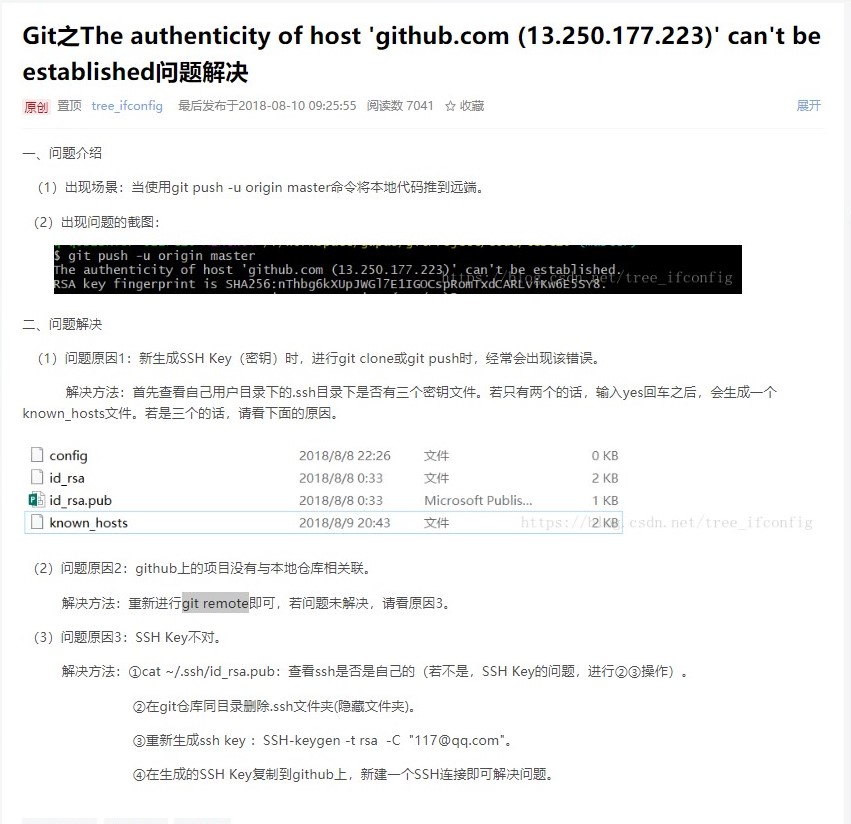 Git之The authenticity of host 'github.com (13.250.177.223)' can't be
established问题解决
原创 置顶 tree_ifconfig 最后发布于2018-08-10 09:25:55 阅读数 7041 ☆ 收藏 展开
一、问题介绍
（1）出现场景：当使用git push -u origin master命令将本地代码推到远端。
（2）出现问题的截图：
$ git push -u origin master
The authenticity of host 'github.com (13.250.177.223)' can't be established.
RSA key fingerprint is SHA256:nThbg6kXUpJWGl7E1IGOCspRomTxdCARLviKw6E5SY8.
https://blog.csdn.net/tree_ifconfig
二、问题解决
（1）问题原因1：新生成SSH Key（密钥）时，进行git clone或git push时，经常会出现该错误。
解决方法：首先查看自己用户目录下的.ssh目录下是否有三个密钥文件。若只有两个的话，输入yes回车之后，会生成一个
known_hosts文件。若是三个的话，请看下面的原因。
config 2018/8/8 22:26 文件 0 KB
id_rsa 2018/8/8 0:33 文件 2 KB
id_rsa.pub 2018/8/8 0:33 Microsoft Publis... 1 KB
known_hosts 2018/8/9 20:43 文件 2 KB
https://blog.csdn.net/tree_ifconfig
（2）问题原因2：github上的项目没有与本地仓库相关联。
解决方法：重新进行git remote即可，若问题未解决，请看原因3。
（3）问题原因3：SSH Key不对。
解决方法：①cat ~/.ssh/id_rsa.pub：查看ssh是否是自己的（若不是，SSH Key的问题，进行②③操作）。
②在git仓库同目录删除.ssh文件夹(隐藏文件夹)。
③重新生成ssh key ：SSH-keygen -t rsa -C "117@qq.com"。
④在生成的SSH Key复制到github上，新建一个SSH连接即可解决问题。